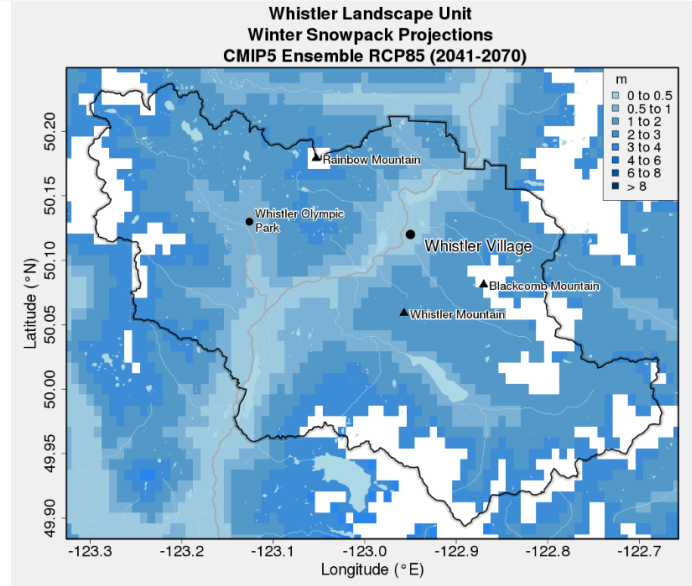 Whistler Landscape Unit
Winter Snowpack Projections
CMIP5 Ensemble RCP85 (2041-2070)
m
0 to 0.5
0.5 to 1
1 to 2
2 to 3
3 to 4
4 to 6
6 to 8
> 8
Rainbow Mountain
Whistler Olympic
Park
Whistler Village
Blackcomb Mountain
Whistler Mountain
Latitude (°N)
50.20
50.15
50.10
50.05
50.00
49.95
49.90
-123.3 -123.2 -123.1 -123.0 -122.9 -122.8 -122.7
Longitude (°E)